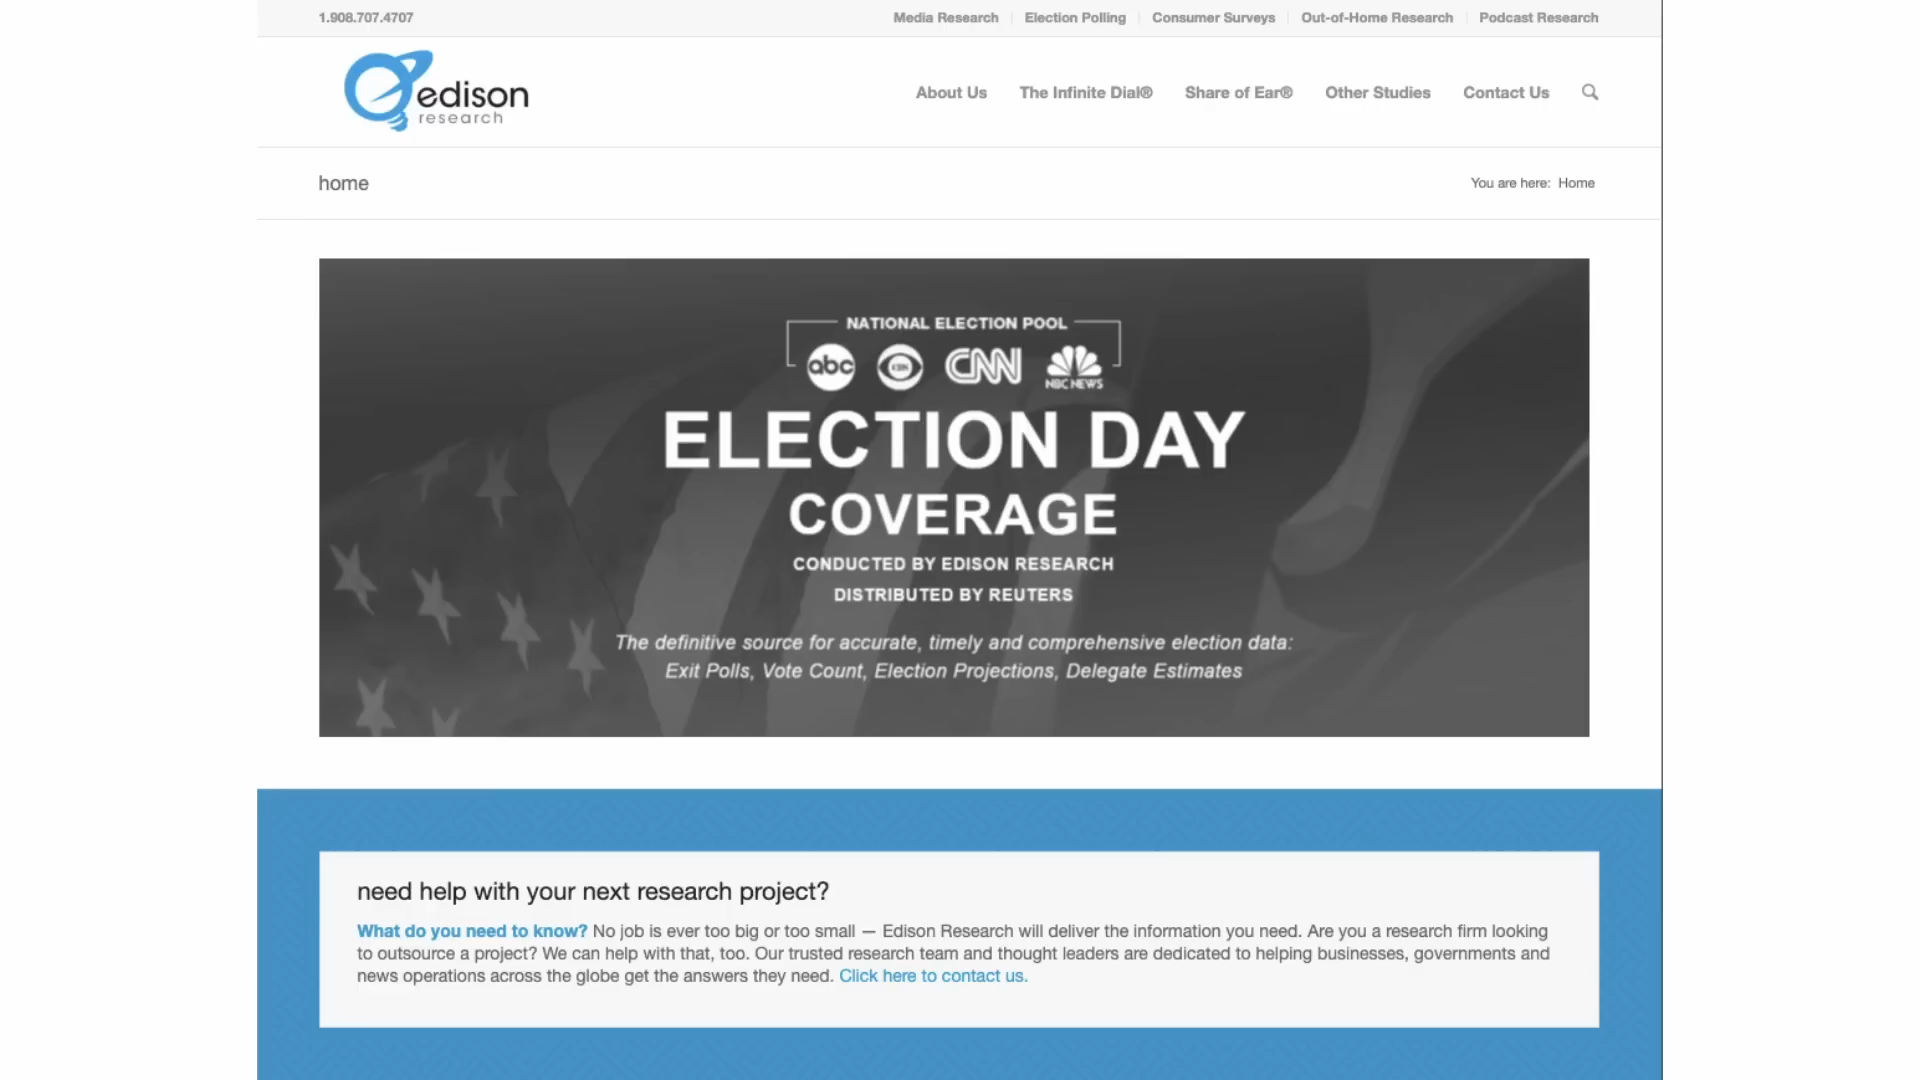 1.908.707.4707
Media Research
Election Polling
Consumer Surveys
Out-of-Home Research
Podcast Research
edison
research
About Us
The Infinite Dial®
Share of Ear®
Other Studies
Contact Us
home
You are here: Home
NATIONAL ELECTION POOL
abc
CBS
CNN
NBC NEWS
ELECTION DAY
COVERAGE
CONDUCTED BY EDISON RESEARCH
DISTRIBUTED BY REUTERS
The definitive source for accurate, timely and comprehensive election data:
Exit Polls, Vote Count, Election Projections, Delegate Estimates
need help with your next research project?
What do you need to know? No job is ever too big or too small — Edison Research will deliver the information you need. Are you a research firm looking
to outsource a project? We can help with that, too. Our trusted research team and thought leaders are dedicated to helping businesses, governments and
news operations across the globe get the answers they need. Click here to contact us.